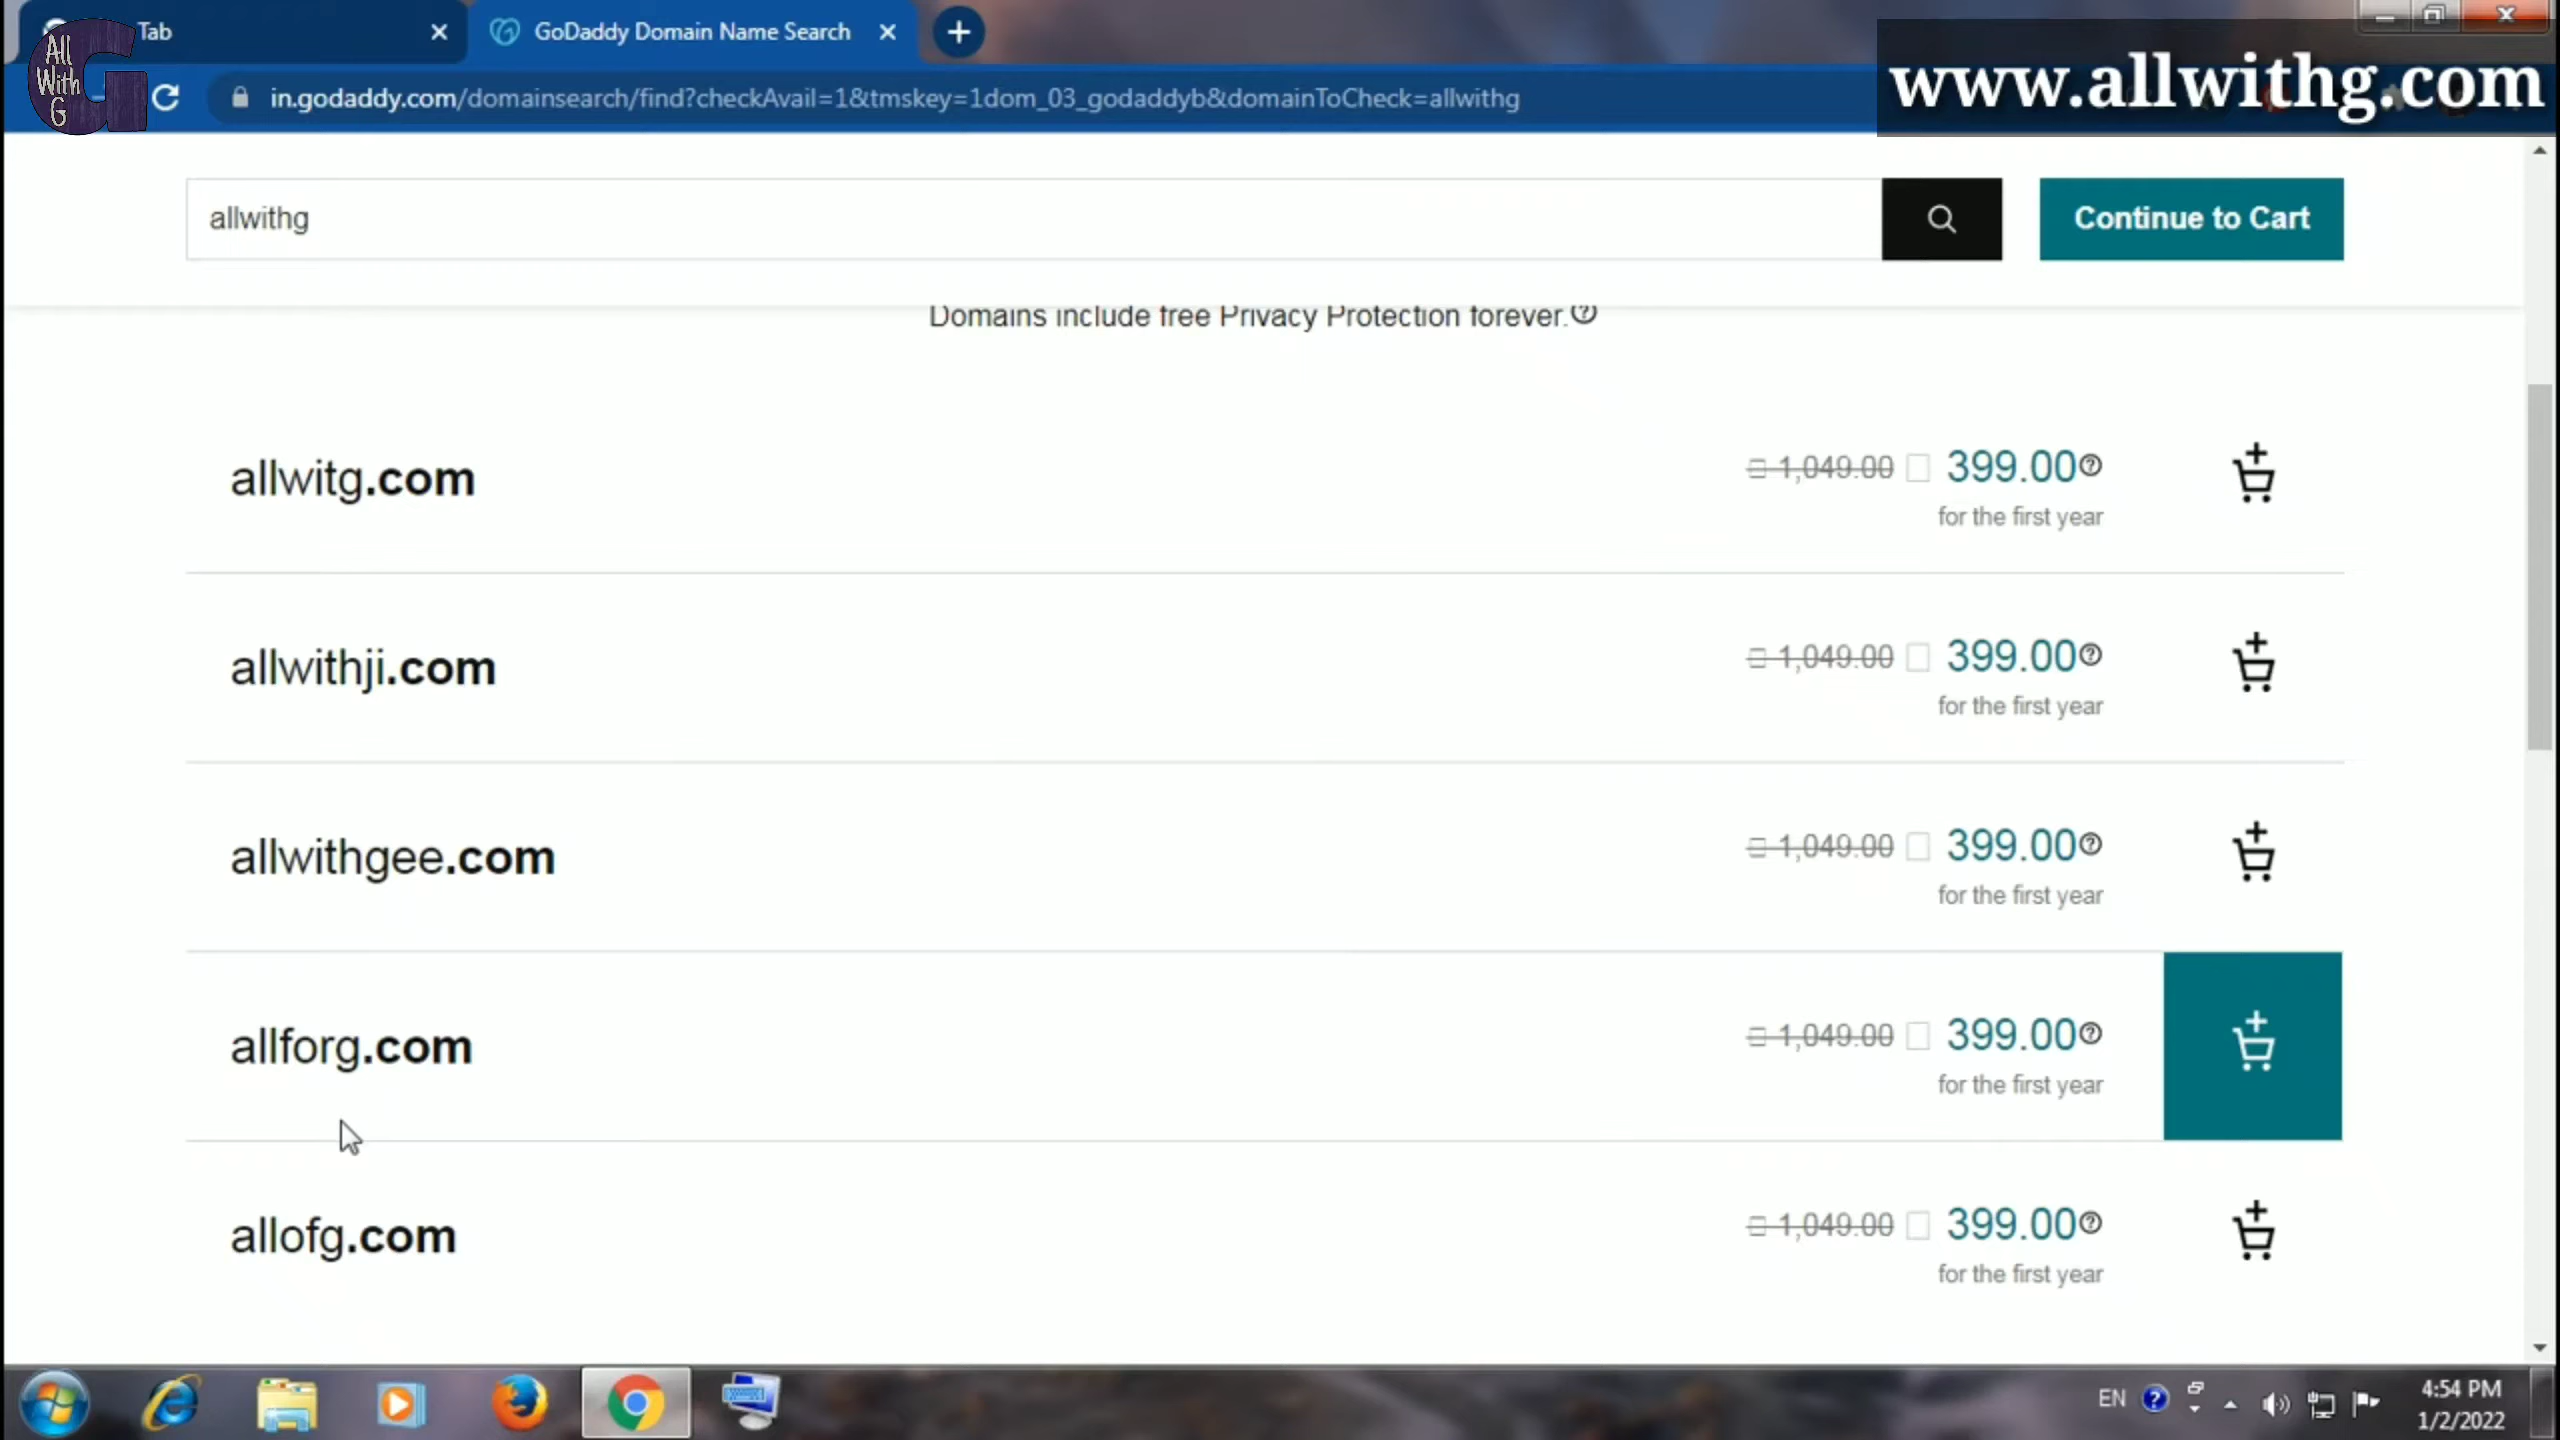 All
With
G
Tab
GoDaddy Domain Name Search
in.godaddy.com/domainsearch/find?checkAvail=1&tmskey=1dom_03_godaddyb&domainToCheck=allwithg
www.allwithg.com
allwithg
Continue to Cart
Domains include free Privacy Protection forever.
allwitg.com
1,049.00 399.00
for the first year
allwithji.com
1,049.00 399.00
for the first year
allwithgee.com
1,049.00 399.00
for the first year
allforg.com
1,049.00 399.00
for the first year
allofg.com
1,049.00 399.00
for the first year
EN
4:54 PM
1/2/2022